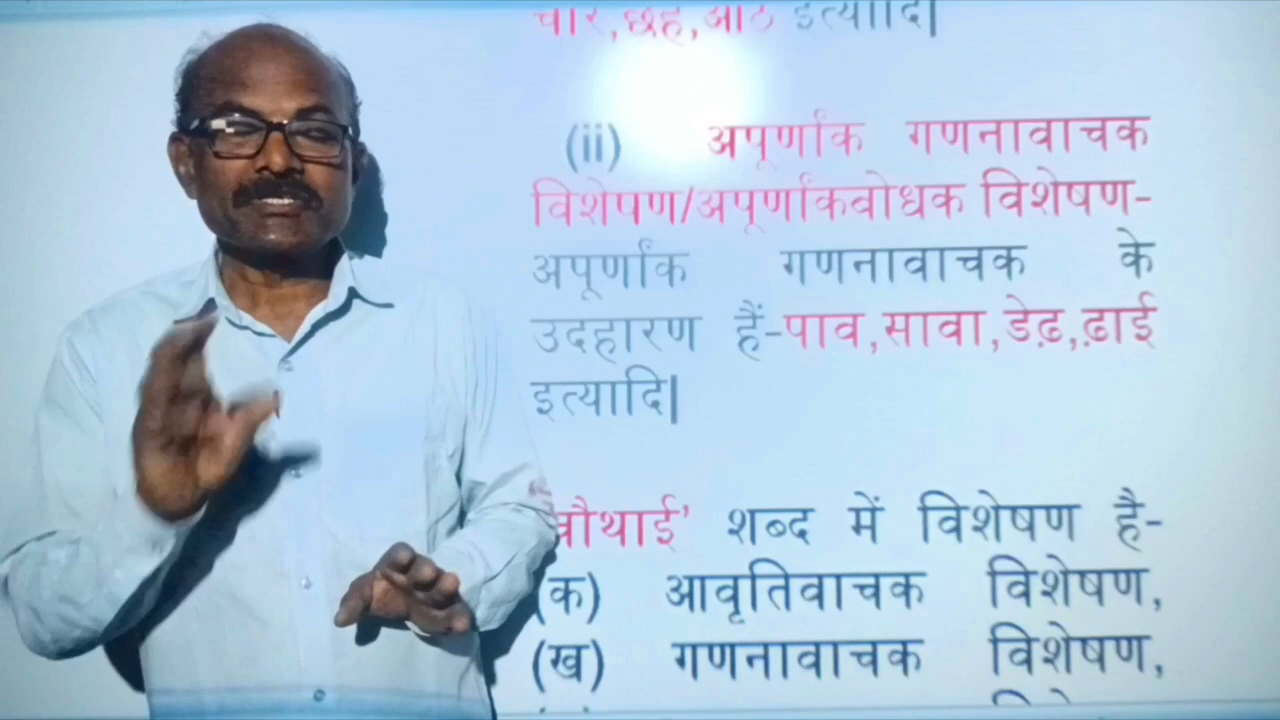 चार,छह,आठ इत्यादि|
(ii) अपूर्णांक गणनावाचक
विशेषण/अपूर्णांकबोधक विशेषण-
अपूर्णांक गणनावाचक के
उदहारण हैं-पाव,सावा,डेढ़,ढ़ाई
इत्यादि|
चौथाई’ शब्द में विशेषण है-
(क) आवृतिवाचक विशेषण,
(ख) गणनावाचक विशेषण,